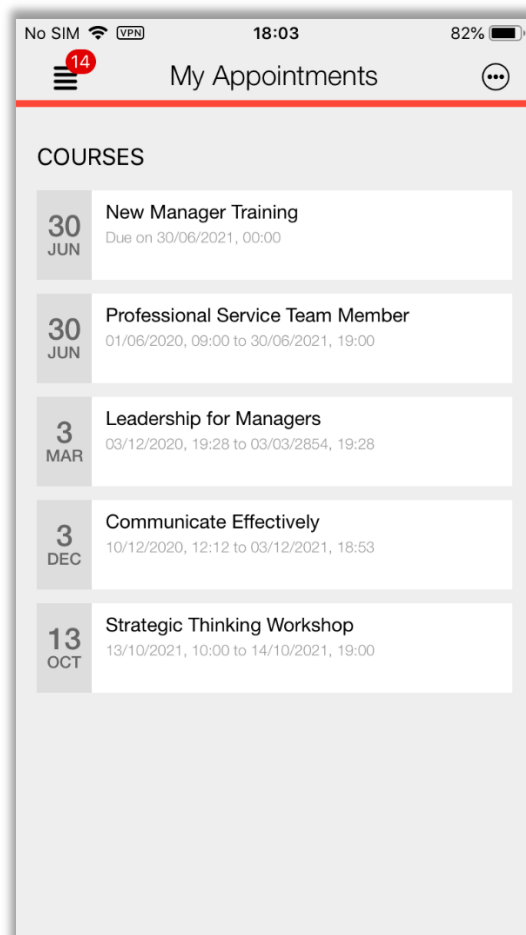 No SIM VPN 18:03 82%
14
My Appointments
COURSES
30
JUN
New Manager Training
Due on 30/06/2021, 00:00
30
JUN
Professional Service Team Member
01/06/2020, 09:00 to 30/06/2021, 19:00
3
MAR
Leadership for Managers
03/12/2020, 19:28 to 03/03/2854, 19:28
3
DEC
Communicate Effectively
10/12/2020, 12:12 to 03/12/2021, 18:53
13
OCT
Strategic Thinking Workshop
13/10/2021, 10:00 to 14/10/2021, 19:00